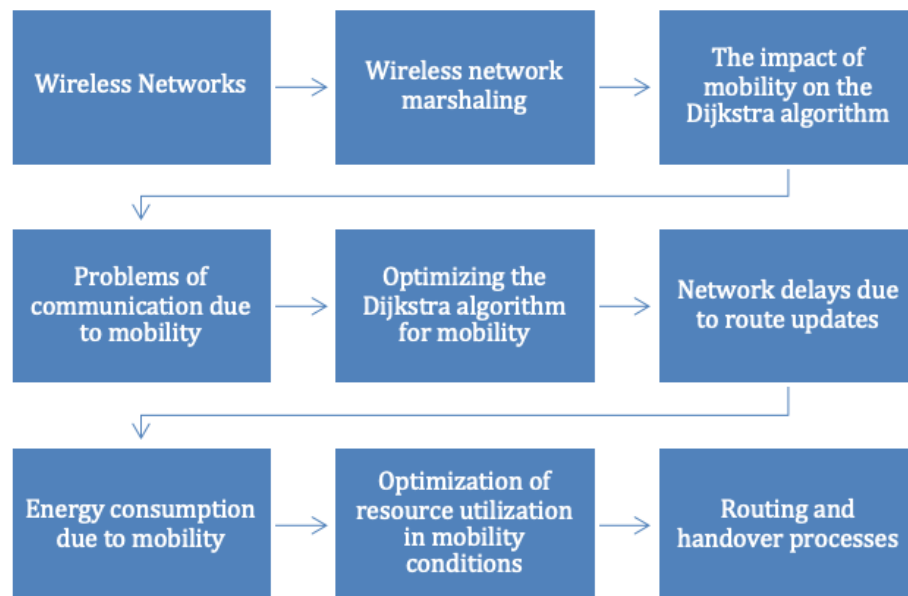 Wireless Networks
Wireless network
marshaling
The impact of
mobility on the
Dijkstra algorithm
Problems of
communication due
to mobility
Optimizing the
Dijkstra algorithm
for mobility
Network delays due
to route updates
Energy consumption
due to mobility
Optimization of
resource utilization
in mobility
conditions
Routing and
handover processes